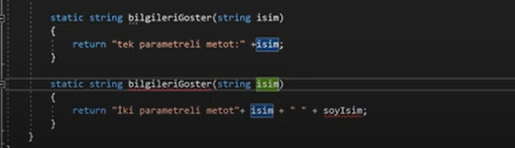 static string bilgileriGoster(string isim)
{
return "tek parametreli metot:" +isim;
}
static string bilgileriGoster(string isim)
{
return "İki parametreli metot"+ isim + " " + soyIsim;
}
}